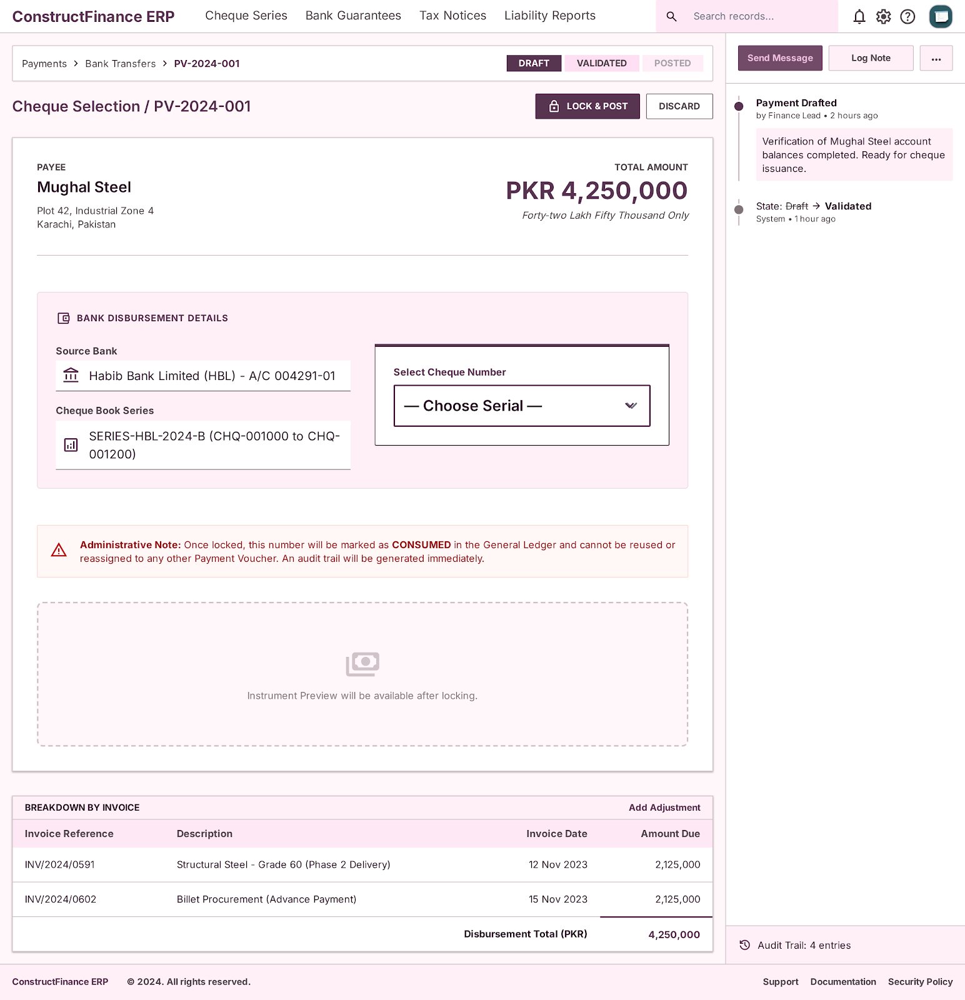 ConstructFinance ERP
Cheque Series
Bank Guarantees
Tax Notices
Liability Reports
Search records...
Payments
Bank Transfers
PV-2024-001
DRAFT
VALIDATED
POSTED
Cheque Selection / PV-2024-001
LOCK & POST
DISCARD
PAYEE
Mughal Steel
Plot 42, Industrial Zone 4
Karachi, Pakistan
TOTAL AMOUNT
PKR 4,250,000
Forty-two Lakh Fifty Thousand Only
BANK DISBURSEMENT DETAILS
Source Bank
Habib Bank Limited (HBL) - A/C 004291-01
Cheque Book Series
SERIES-HBL-2024-B (CHQ-001000 to CHQ-
001200)
Select Cheque Number
— Choose Serial —
Administrative Note: Once locked, this number will be marked as CONSUMED in the General Ledger and cannot be reused or
reassigned to any other Payment Voucher. An audit trail will be generated immediately.
Instrument Preview will be available after locking.
BREAKDOWN BY INVOICE
Add Adjustment
Invoice Reference Description Invoice Date Amount Due
INV/2024/0591 Structural Steel - Grade 60 (Phase 2 Delivery) 12 Nov 2023 2,125,000
INV/2024/0602 Billet Procurement (Advance Payment) 15 Nov 2023 2,125,000
Disbursement Total (PKR) 4,250,000
Send Message
Log Note
...
Payment Drafted
by Finance Lead • 2 hours ago
Verification of Mughal Steel account
balances completed. Ready for cheque
issuance.
State: Draft → Validated
System • 1 hour ago
Audit Trail: 4 entries
ConstructFinance ERP
© 2024. All rights reserved.
Support
Documentation
Security Policy